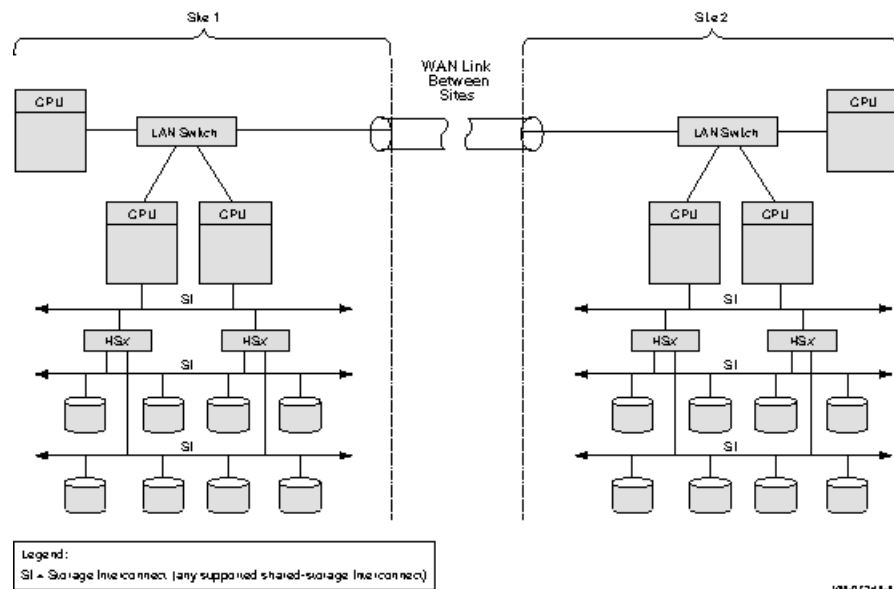 Site 1
Site 2
WAN Link
Between
Sites
CPU
LAN Switch
LAN Switch
CPU
CPU
CPU
CPU
CPU
SI
SI
HSx
HSx
HSx
HSx
SI
SI
SI
SI
Legend:
SI = Storage Interconnect (any supported shared-storage Interconnect)